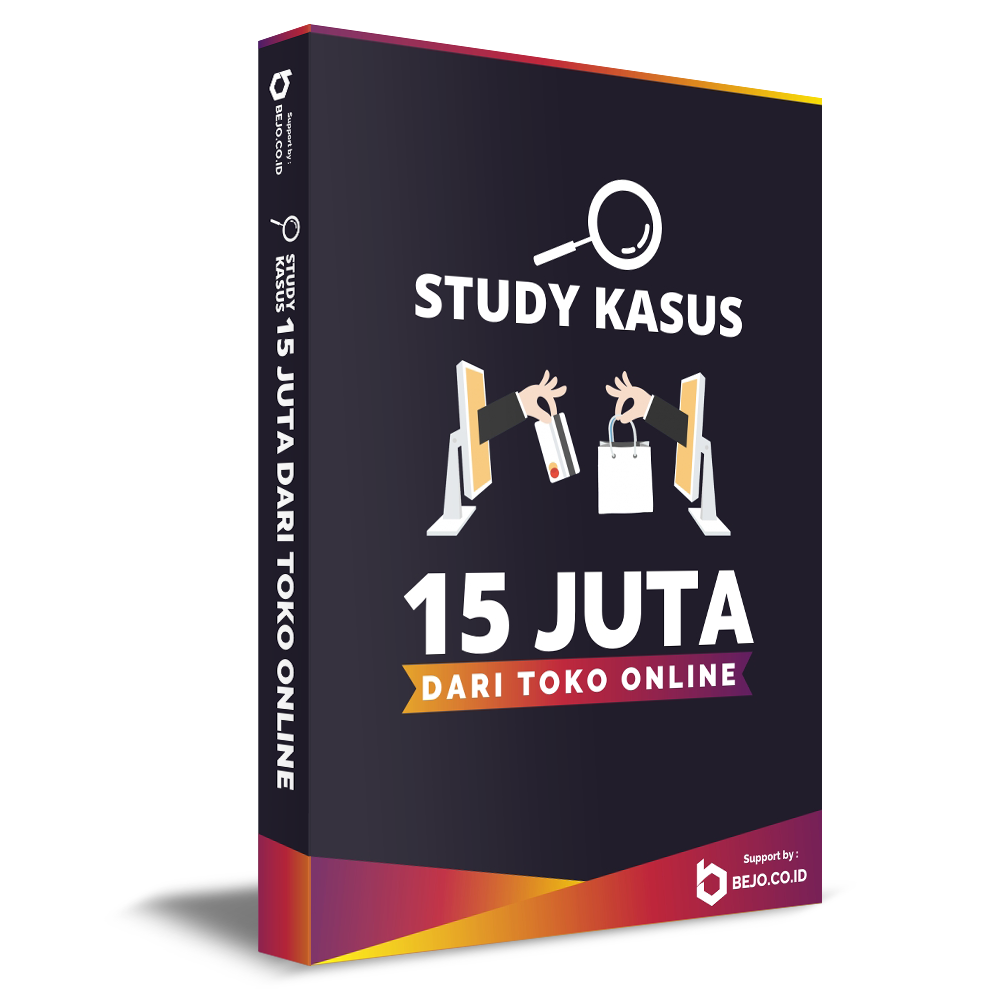 Support by :
BEJO.CO.ID
STUDY
KASUS
15 JUTA DARI TOKO ONLINE
STUDY KASUS
15 JUTA
DARI TOKO ONLINE
Support by :
BEJO.CO.ID